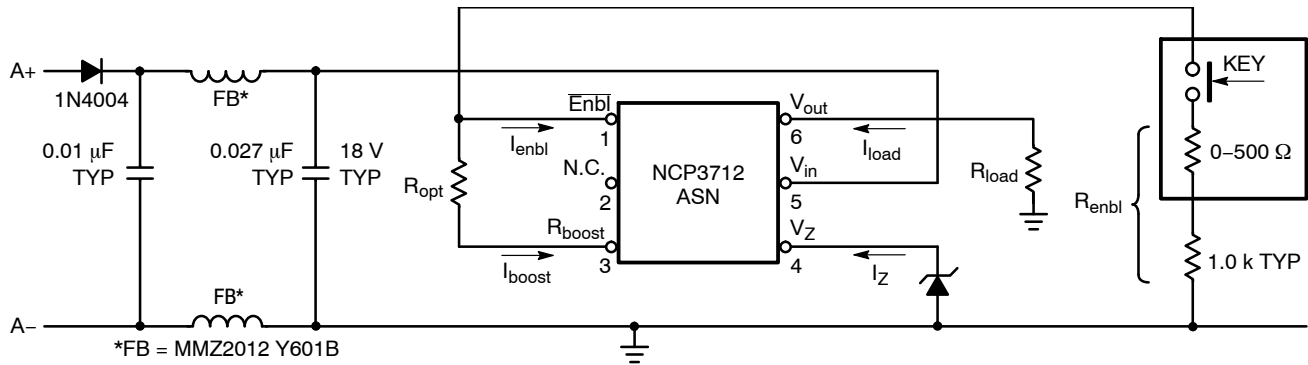 A+
1N4004
FB*
0.01 μF
TYP
0.027 μF
TYP
18 V
TYP
Enbl
1
I_enbl
N.C.
2
R_opt
R_boost
3
I_boost
NCP3712
ASN
V_out
6
I_load
V_in
5
V_Z
4
I_Z
R_load
KEY
0–500 Ω
R_enbl
1.0 k TYP
FB*
A–
*FB = MMZ2012 Y601B